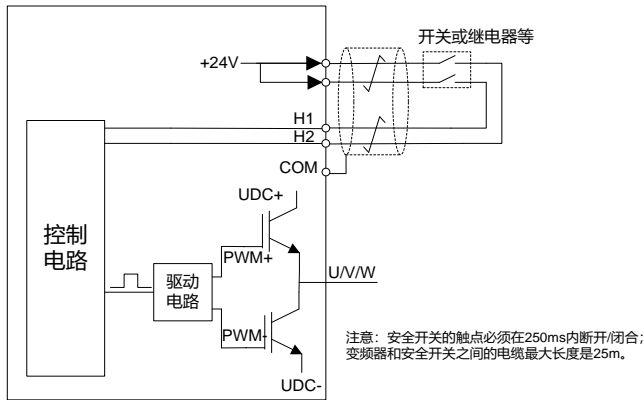 开关或继电器等
+24V
H1
H2
COM
UDC+
控制
电路
PWM+
驱动
电路
U/V/W
PWM-
注意：安全开关的触点必须在250ms内断开/闭合；
变频器和安全开关之间的电缆最大长度是25m。
UDC-